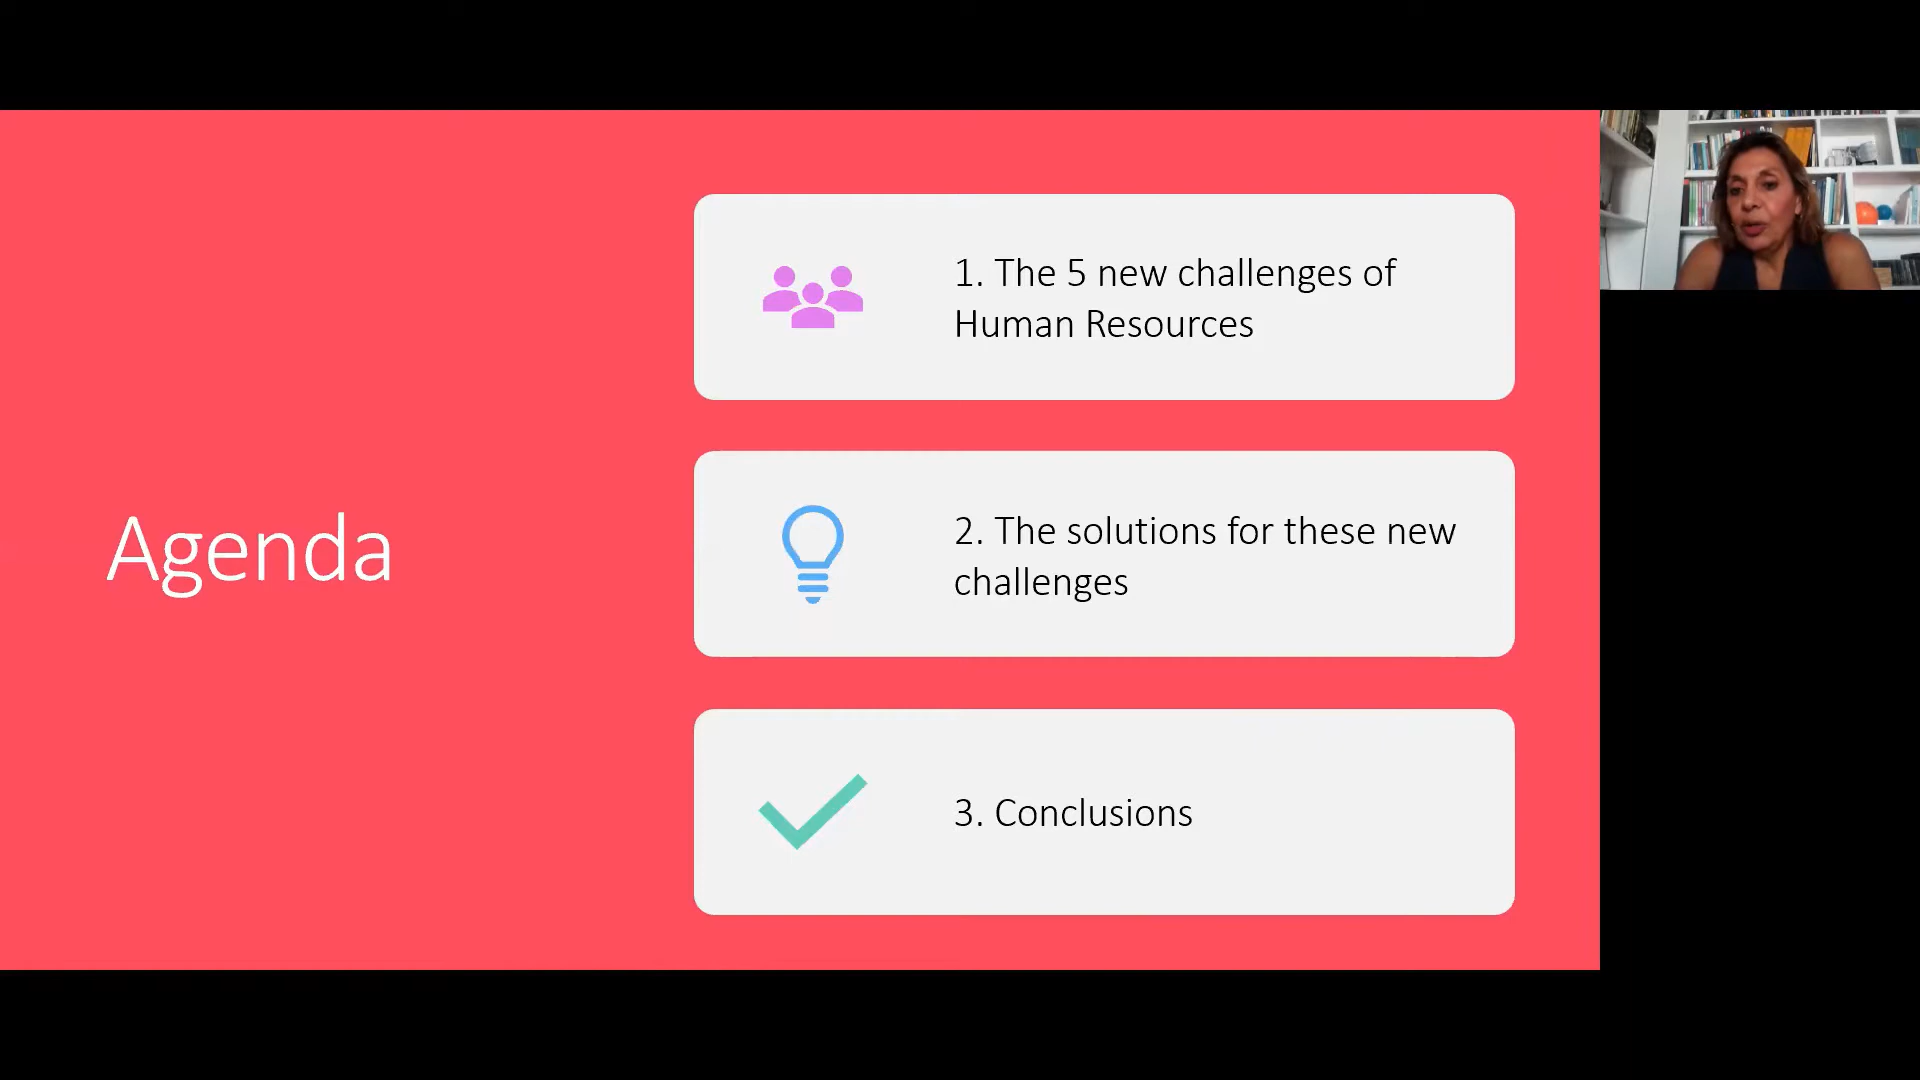 Agenda
1. The 5 new challenges of
Human Resources
2. The solutions for these new
challenges
3. Conclusions